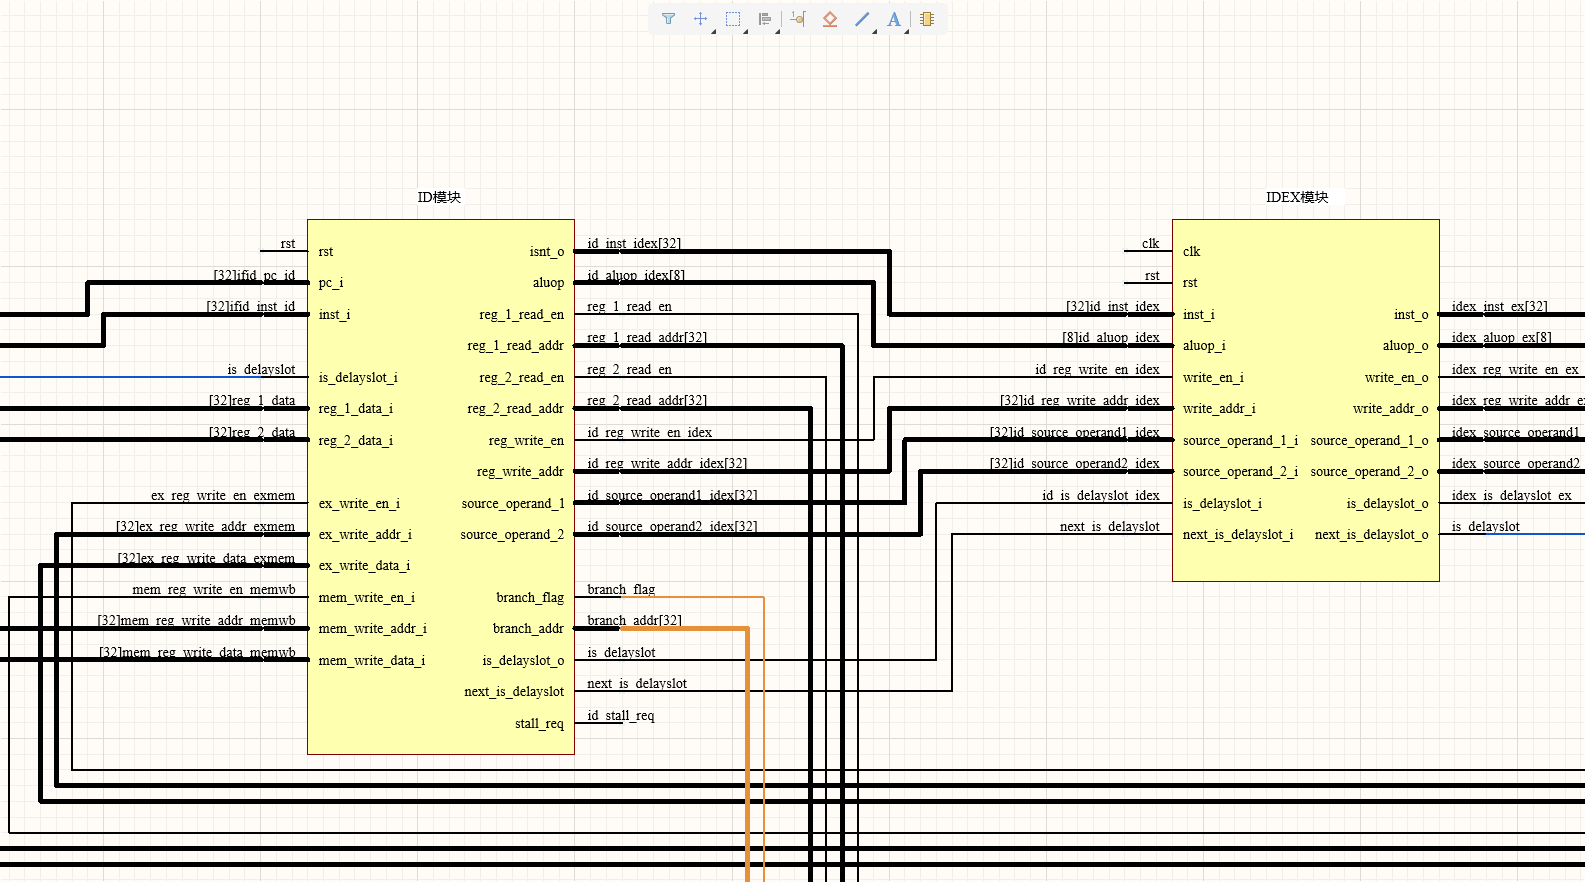 A
ID模块
rst
[32]ifid_pc_id
[32]ifid_inst_id
is_delayslot
[32]reg_1_data
[32]reg_2_data
ex_reg_write_en_exmem
[32]ex_reg_write_addr_exmem
[32]ex_reg_write_data_exmem
mem_reg_write_en_memwb
[32]mem_reg_write_addr_memwb
[32]mem_reg_write_data_memwb
rst
pc_i
inst_i
is_delayslot_i
reg_1_data_i
reg_2_data_i
ex_write_en_i
ex_write_addr_i
ex_write_data_i
mem_write_en_i
mem_write_addr_i
mem_write_data_i
isnt_o
aluop
reg_1_read_en
reg_1_read_addr
reg_2_read_en
reg_2_read_addr
reg_write_en
reg_write_addr
source_operand_1
source_operand_2
branch_flag
branch_addr
is_delayslot_o
next_is_delayslot
stall_req
id_inst_idex[32]
id_aluop_idex[8]
reg_1_read_en
reg_1_read_addr[32]
reg_2_read_en
reg_2_read_addr[32]
id_reg_write_en_idex
id_reg_write_addr_idex[32]
id_source_operand1_idex[32]
id_source_operand2_idex[32]
branch_flag
branch_addr[32]
is_delayslot
next_is_delayslot
id_stall_req
IDEX模块
clk
rst
[32]id_inst_idex
[8]id_aluop_idex
id_reg_write_en_idex
[32]id_reg_write_addr_idex
[32]id_source_operand1_idex
[32]id_source_operand2_idex
id_is_delayslot_idex
next_is_delayslot
clk
rst
inst_i
aluop_i
write_en_i
write_addr_i
source_operand_1_i
source_operand_2_i
is_delayslot_i
next_is_delayslot_i
inst_o
aluop_o
write_en_o
write_addr_o
source_operand_1_o
source_operand_2_o
is_delayslot_o
next_is_delayslot_o
idex_inst_ex[32]
idex_aluop_ex[8]
idex_reg_write_en_ex
idex_reg_write_addr_e
idex_source_operand1
idex_source_operand2
idex_is_delayslot_ex
is_delayslot